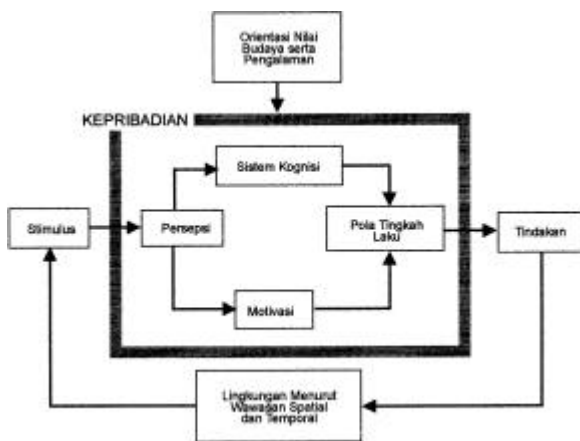 Orientasi Nilai
Budaya serta
Pengalaman
KEPRIBADIAN
Sistem Kognisi
Stimulus
Persepsi
Pola Tingkah
Laku
Tindakan
Motivasi
Lingkungan Menurut
Wawasan Spatial
dan Temporal